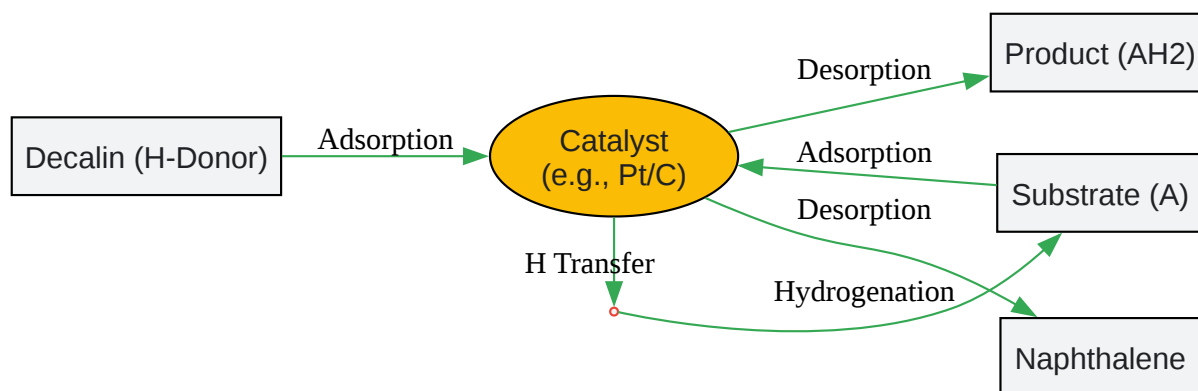 Product (AH2)
Desorption
Decalin (H-Donor)
Adsorption
Catalyst
(e.g., Pt/C)
Adsorption
Substrate (A)
Desorption
H Transfer
Hydrogenation
Naphthalene